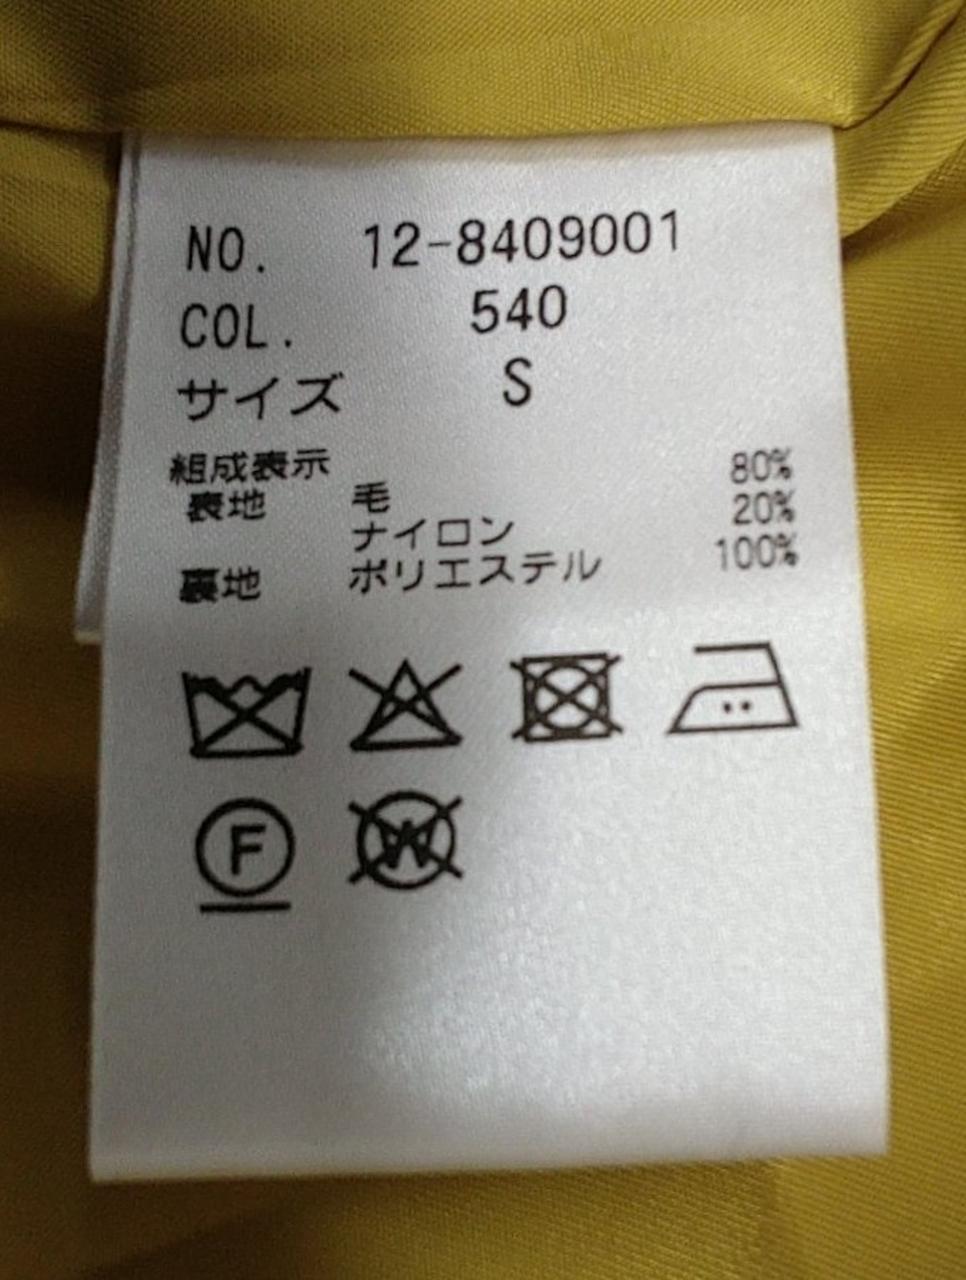 NO. 12-8409001
COL. 540
サイズ S
組成表示
表地 毛 80%
ナイロン 20%
裏地 ポリエステル 100%
F
W